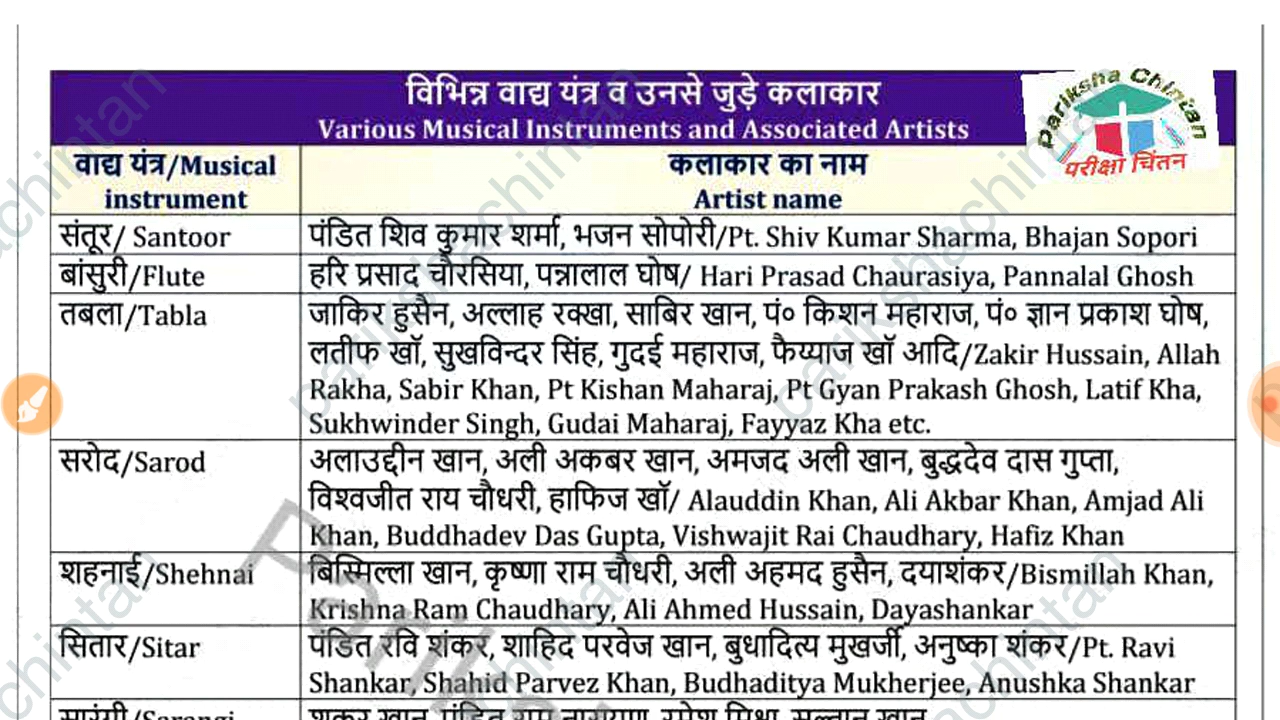 विभिन्न वाद्य यंत्र व उनसे जुड़े कलाकार
Various Musical Instruments and Associated Artists
Pariksha Chintan
परीक्षा चिंतन
वाद्य यंत्र/Musical instrument
कलाकार का नाम
Artist name
संतूर/ Santoor
पंडित शिव कुमार शर्मा, भजन सोपोरी/Pt. Shiv Kumar Sharma, Bhajan Sopori
बांसुरी/Flute
हरि प्रसाद चौरसिया, पन्नालाल घोष/ Hari Prasad Chaurasiya, Pannalal Ghosh
तबला/Tabla
जाकिर हुसैन, अल्लाह रक्खा, साबिर खान, पं० किशन महाराज, पं० ज्ञान प्रकाश घोष,
लतीफ खॉ, सुखविन्दर सिंह, गुदई महाराज, फैय्याज खॉ आदि/Zakir Hussain, Allah
Rakha, Sabir Khan, Pt Kishan Maharaj, Pt Gyan Prakash Ghosh, Latif Kha,
Sukhwinder Singh, Gudai Maharaj, Fayyaz Kha etc.
सरोद/Sarod
अलाउद्दीन खान, अली अकबर खान, अमजद अली खान, बुद्धदेव दास गुप्ता,
विश्वजीत राय चौधरी, हाफिज खॉ/ Alauddin Khan, Ali Akbar Khan, Amjad Ali
Khan, Buddhadev Das Gupta, Vishwajit Rai Chaudhary, Hafiz Khan
शहनाई/Shehnai
बिस्मिल्ला खान, कृष्णा राम चौधरी, अली अहमद हुसैन, दयाशंकर/Bismillah Khan,
Krishna Ram Chaudhary, Ali Ahmed Hussain, Dayashankar
सितार/Sitar
पंडित रवि शंकर, शाहिद परवेज खान, बुधादित्य मुखर्जी, अनुष्का शंकर/Pt. Ravi
Shankar, Shahid Parvez Khan, Budhaditya Mukherjee, Anushka Shankar
सारंगी/Sarangi
खान, पंडित राम नारायण, रमेश मिश्रा, सुल्तान खान
parikshachintan